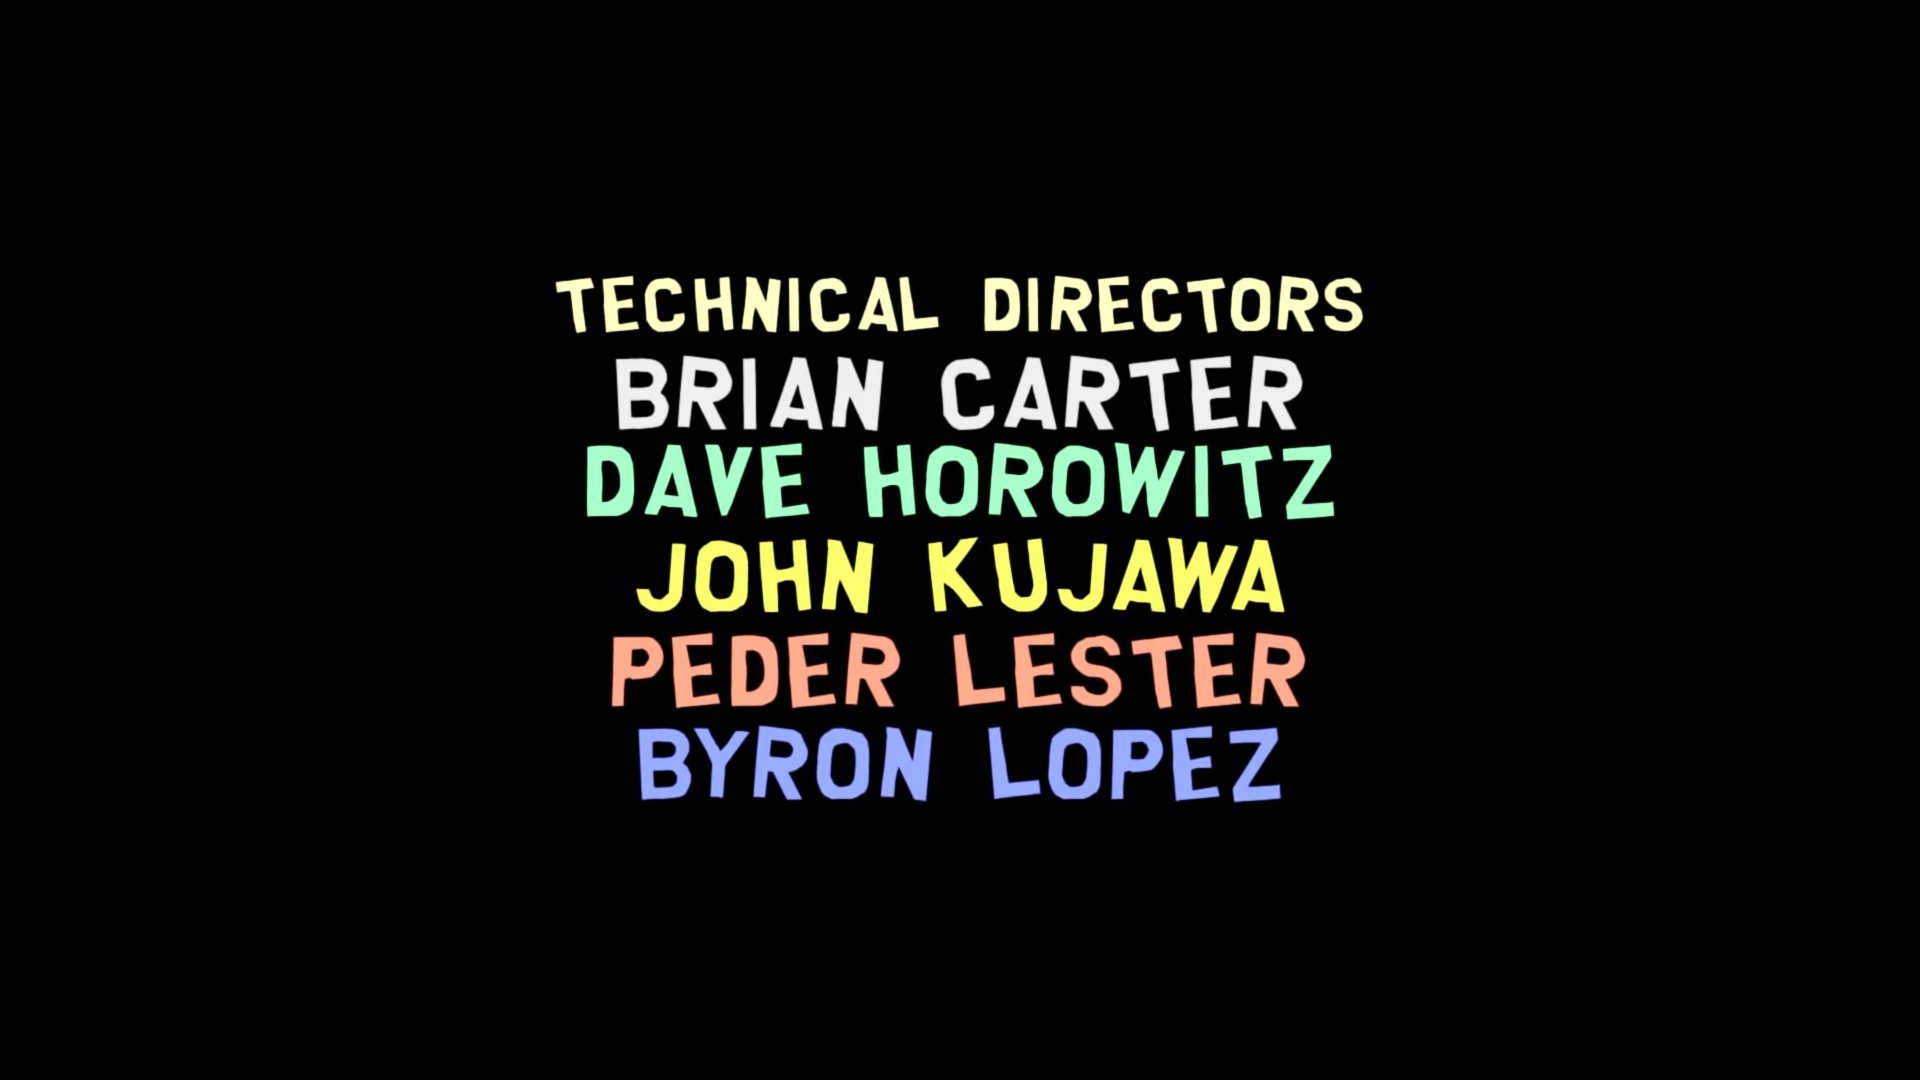 TECHNICAL DIRECTORS
BRIAN CARTER
DAVE HOROWITZ
JOHN KUJAWA
PEDER LESTER
BYRON LOPEZ